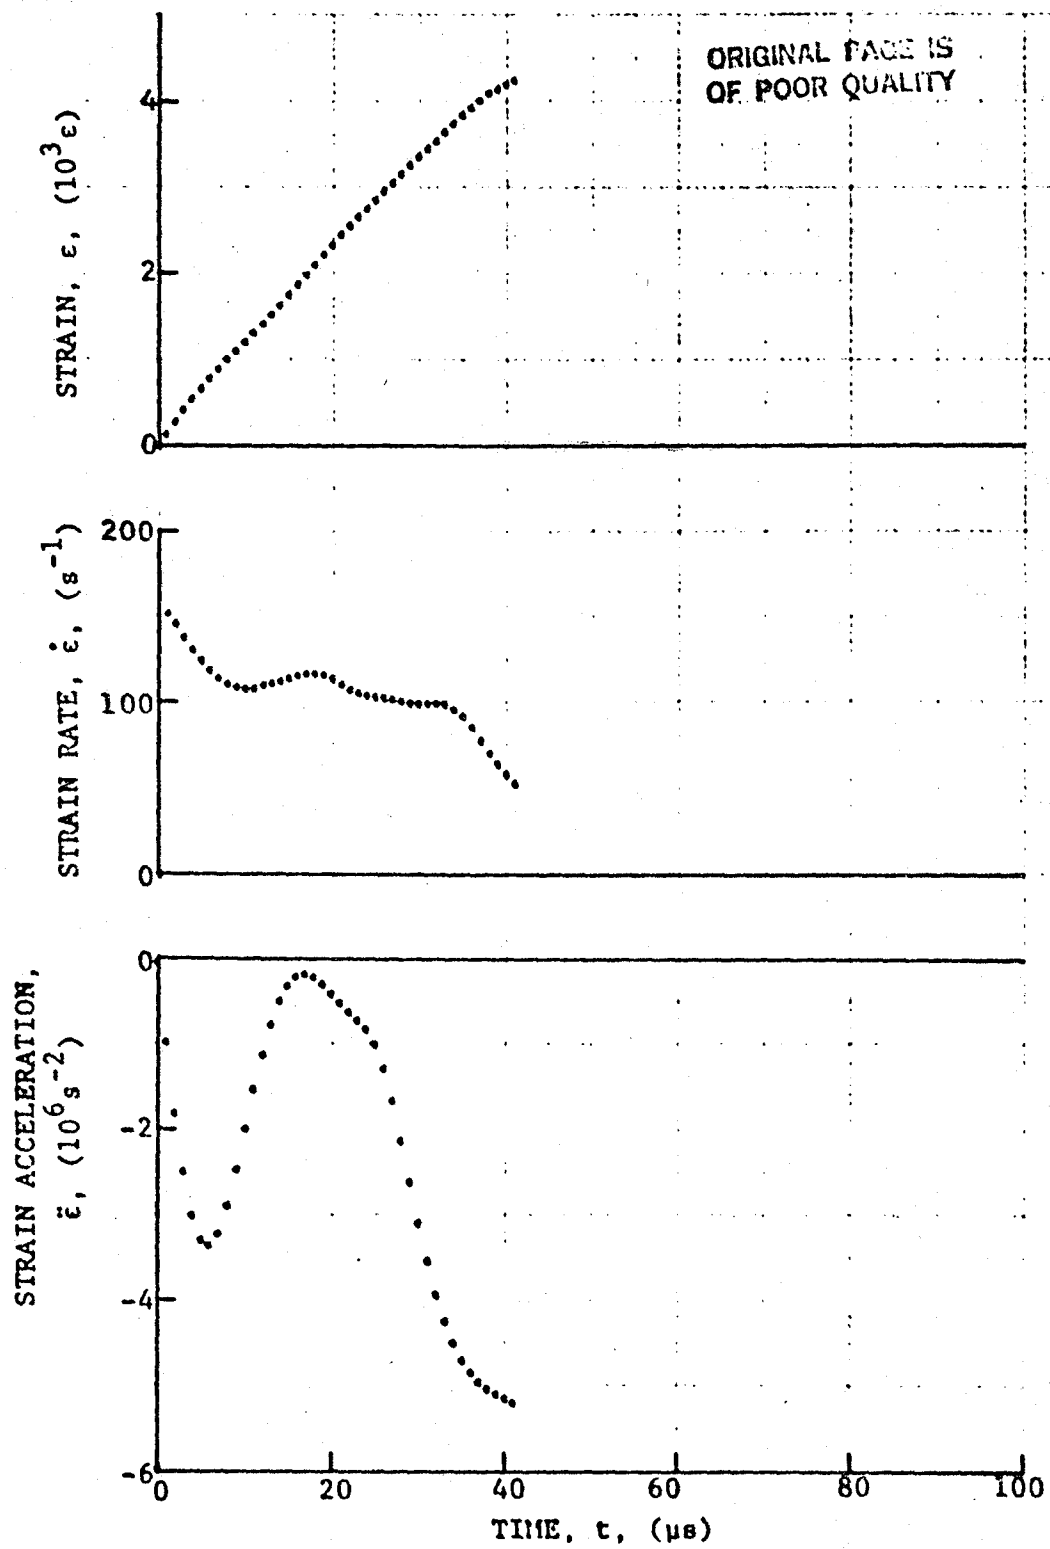 ORIGINAL PAGE IS
OF POOR QUALITY
STRAIN, ε, (10³ε)
4
2
0
STRAIN RATE, ε̇, (s⁻¹)
200
100
0
STRAIN ACCELERATION,
ε̈, (10⁶s⁻²)
0
-2
-4
-6
0 20 40 60 80 100
TIME, t, (μs)